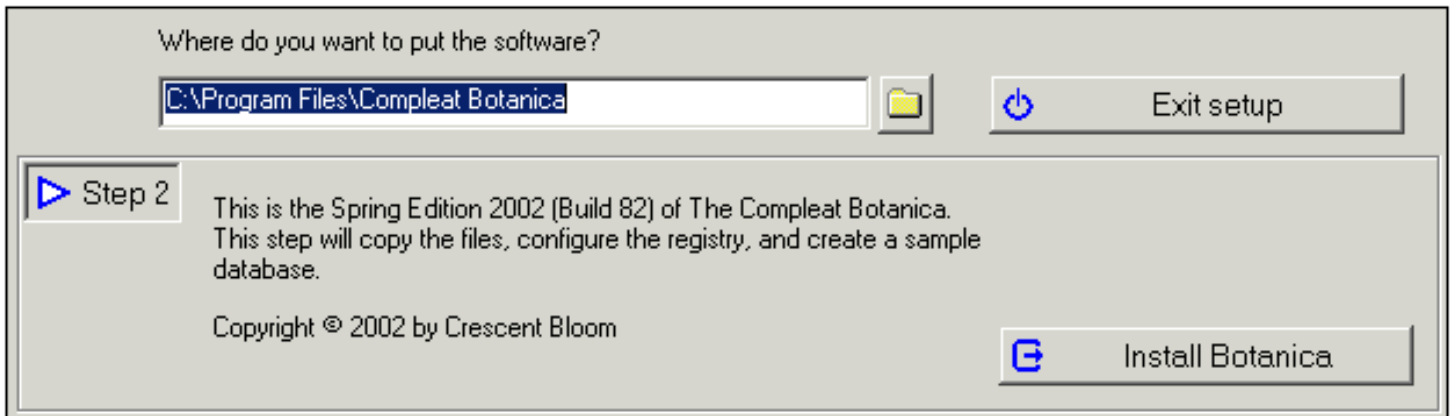 Where do you want to put the software?
C:\Program Files\Compleat Botanica
Exit setup
Step 2
This is the Spring Edition 2002 (Build 82) of The Compleat Botanica.
This step will copy the files, configure the registry, and create a sample
database.
Copyright © 2002 by Crescent Bloom
Install Botanica